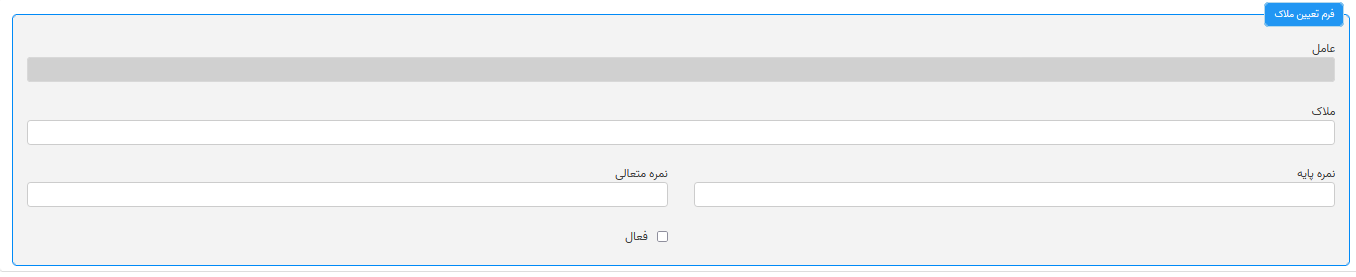 فرم تعیین ملاک
عامل
ملاک
نمره پایه
نمره متعالی
فعال